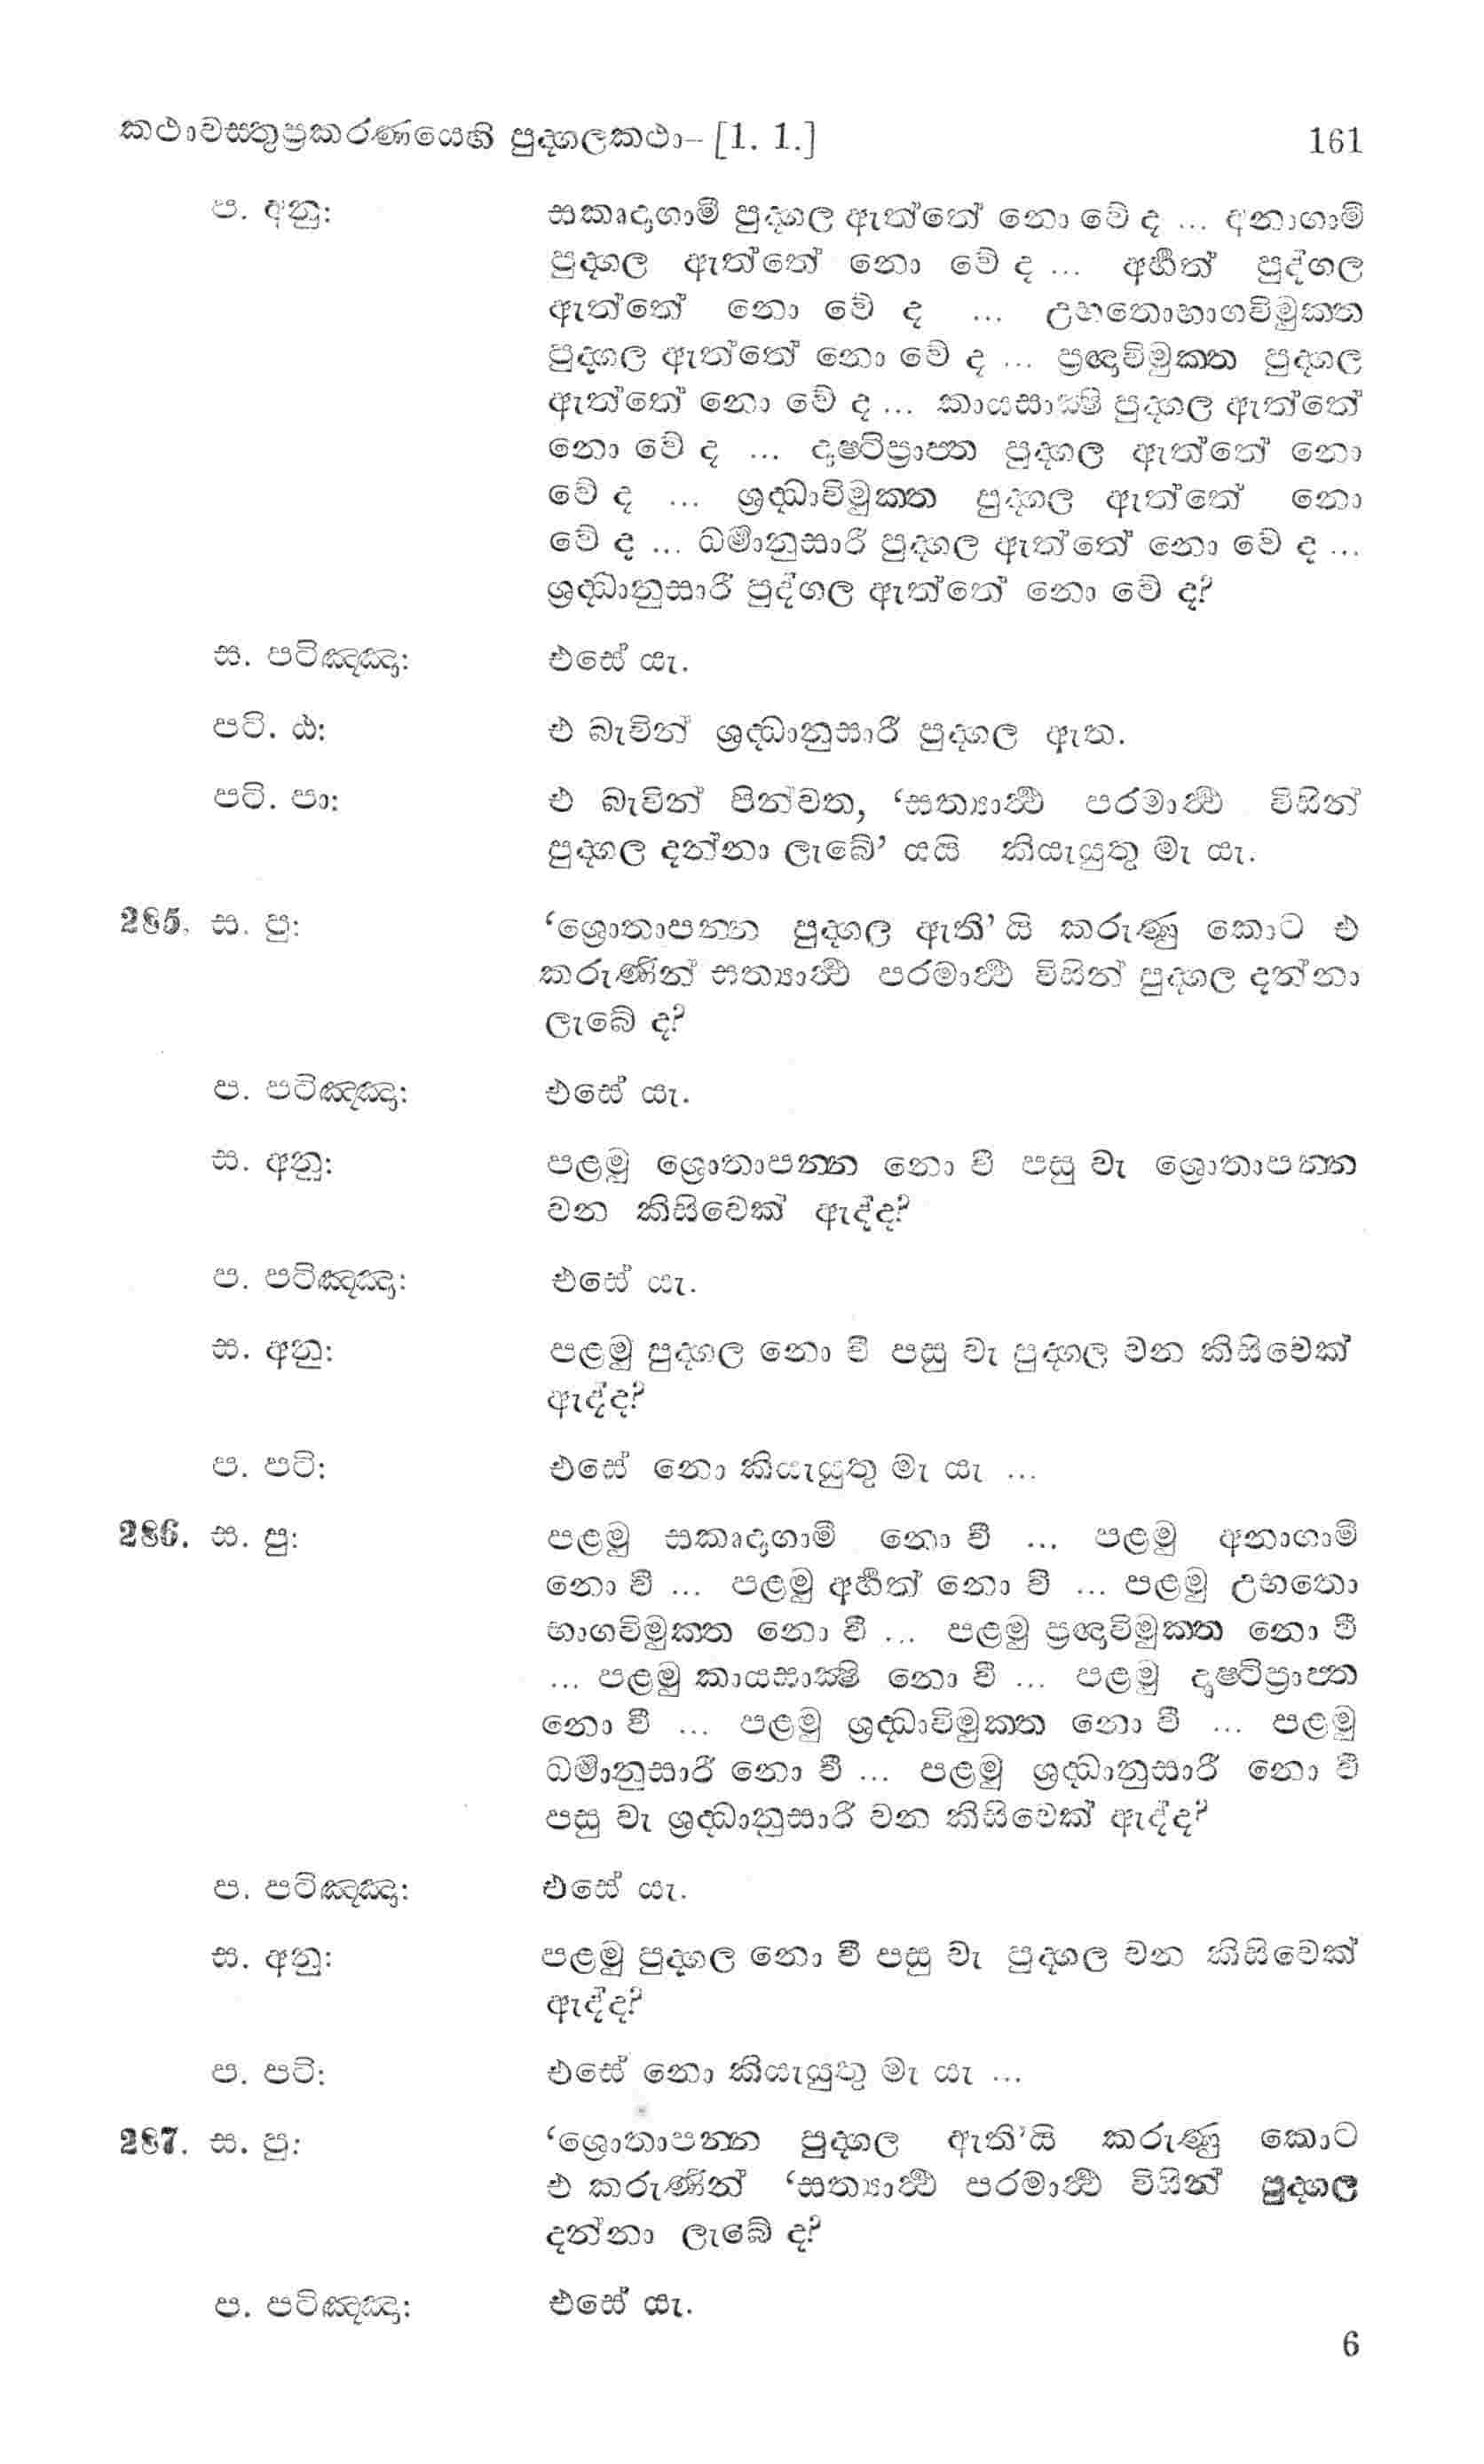 කථාවස්තුප්‍රකරණයෙහි පුද්ගලකථා– [1. 1.] 161
ප. අනු: සකෘදාගාමී පුද්ගල ඇත්තේ නො වේ ද ... අනාගාමී
පුද්ගල ඇත්තේ නො වේ ද ... අර්හත් පුද්ගල
ඇත්තේ නො වේ ද ... උභතොභාගවිමුක්ත
පුද්ගල ඇත්තේ නො වේ ද ... ප්‍රඥාවිමුක්ත පුද්ගල
ඇත්තේ නො වේ ද ... කායසාක්ෂි පුද්ගල ඇත්තේ
නො වේ ද ... දෘෂ්ටිප්‍රාප්ත පුද්ගල ඇත්තේ නො
වේ ද ... ශ්‍රද්ධාවිමුක්ත පුද්ගල ඇත්තේ නො
වේ ද ... ධර්මානුසාරී පුද්ගල ඇත්තේ නො වේ ද ...
ශ්‍රද්ධානුසාරී පුද්ගල ඇත්තේ නො වේ ද?
ස. පටිඤ්ඤා: එසේ යැ.
පටි. ඨ: එ බැවින් ශ්‍රද්ධානුසාරී පුද්ගල ඇත.
පටි. පා: එ බැවින් පින්වත, ‘සත්‍යාර්ථ පරමාර්ථ විසින්
පුද්ගල දන්නා ලැබේ’ යයි කියැයුතු මැ යැ.
285. ස. පු: ‘ශ්‍රොතාපන්න පුද්ගල ඇති’ යි කරුණු කොට එ
කරුණින් සත්‍යාර්ථ පරමාර්ථ විසින් පුද්ගල දන්නා
ලැබේ ද?
ප. පටිඤ්ඤා: එසේ යැ.
ස. අනු: පළමු ශ්‍රොතාපන්න නො වී පසු වැ ශ්‍රොතාපන්න
වන කිසිවෙක් ඇද්ද?
ප. පටිඤ්ඤා: එසේ යැ.
ස. අනු: පළමු පුද්ගල නො වී පසු වැ පුද්ගල වන කිසිවෙක්
ඇද්ද?
ප. පටි: එසේ නො කියැයුතු මැ යැ ...
286. ස. පු: පළමු සකෘදාගාමී නො වී ... පළමු අනාගාමී
නො වී ... පළමු අර්හත් නො වී ... පළමු උභතො
භාගවිමුක්ත නො වී ... පළමු ප්‍රඥාවිමුක්ත නො වී
... පළමු කායසාක්ෂි නො වී ... පළමු දෘෂ්ටිප්‍රාප්ත
නො වී ... පළමු ශ්‍රද්ධාවිමුක්ත නො වී ... පළමු
ධර්මානුසාරී නො වී ... පළමු ශ්‍රද්ධානුසාරී නො වී
පසු වැ ශ්‍රද්ධානුසාරී වන කිසිවෙක් ඇද්ද?
ප. පටිඤ්ඤා: එසේ යැ.
ස. අනු: පළමු පුද්ගල නො වී පසු වැ පුද්ගල වන කිසිවෙක්
ඇද්ද?
ප. පටි: එසේ නො කියැයුතු මැ යැ ...
287. ස. පු: ‘ශ්‍රොතාපන්න පුද්ගල ඇති’යි කරුණු කොට
එ කරුණින් ‘සත්‍යාර්ථ පරමාර්ථ විසින් පුද්ගල
දන්නා ලැබේ ද?
ප. පටිඤ්ඤා: එසේ යැ.
6